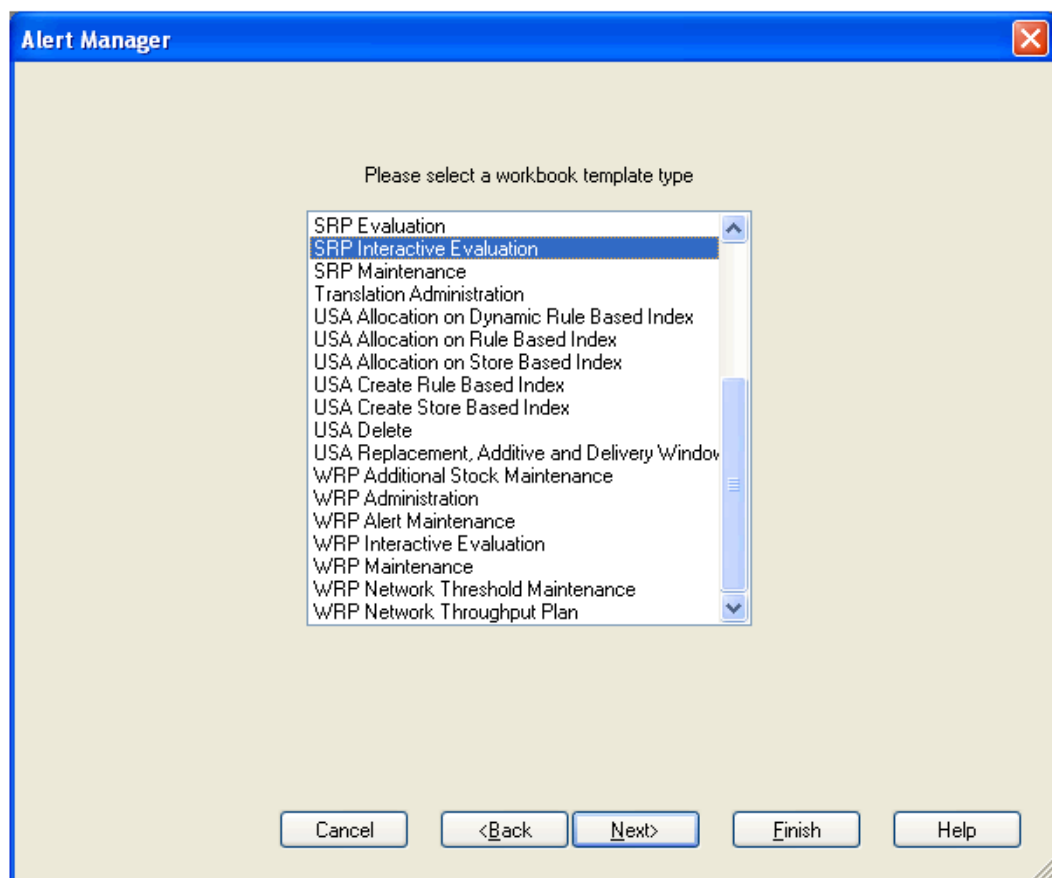 Alert Manager
Please select a workbook template type
SRP Evaluation
SRP Interactive Evaluation
SRP Maintenance
Translation Administration
USA Allocation on Dynamic Rule Based Index
USA Allocation on Rule Based Index
USA Allocation on Store Based Index
USA Create Rule Based Index
USA Create Store Based Index
USA Delete
USA Replacement, Additive and Delivery Window
WRP Additional Stock Maintenance
WRP Administration
WRP Alert Maintenance
WRP Interactive Evaluation
WRP Maintenance
WRP Network Threshold Maintenance
WRP Network Throughput Plan
Cancel <Back Next> Finish Help